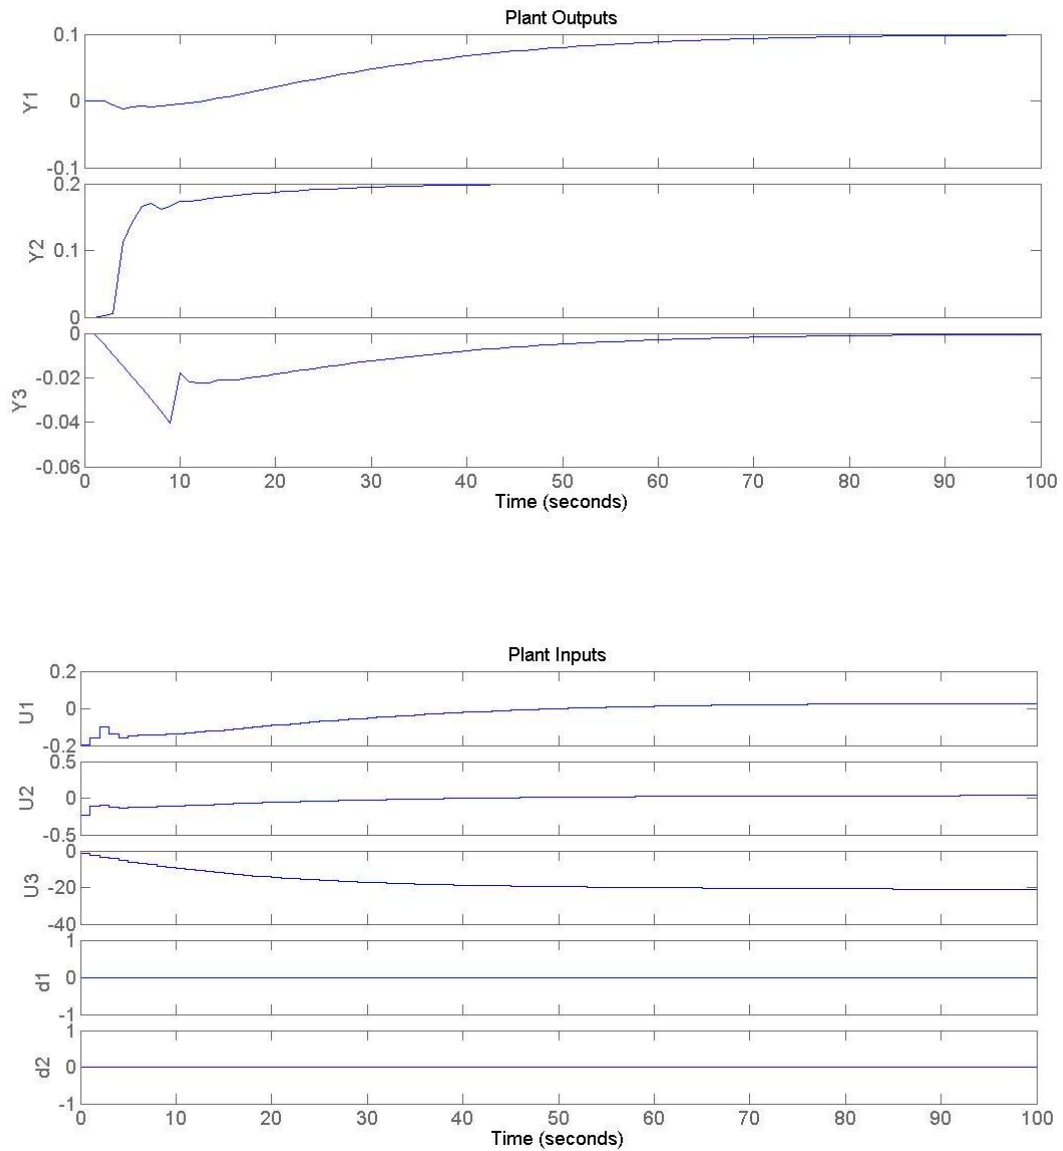 Plant Outputs
0.1
0
-0.1
Y1
0.2
0.1
0
Y2
0
-0.02
-0.04
-0.06
Y3
0 10 20 30 40 50 60 70 80 90 100
Time (seconds)
Plant Inputs
0.2
0
-0.2
U1
0.5
0
-0.5
U2
0
-20
-40
U3
1
0
-1
d1
1
0
-1
d2
0 10 20 30 40 50 60 70 80 90 100
Time (seconds)